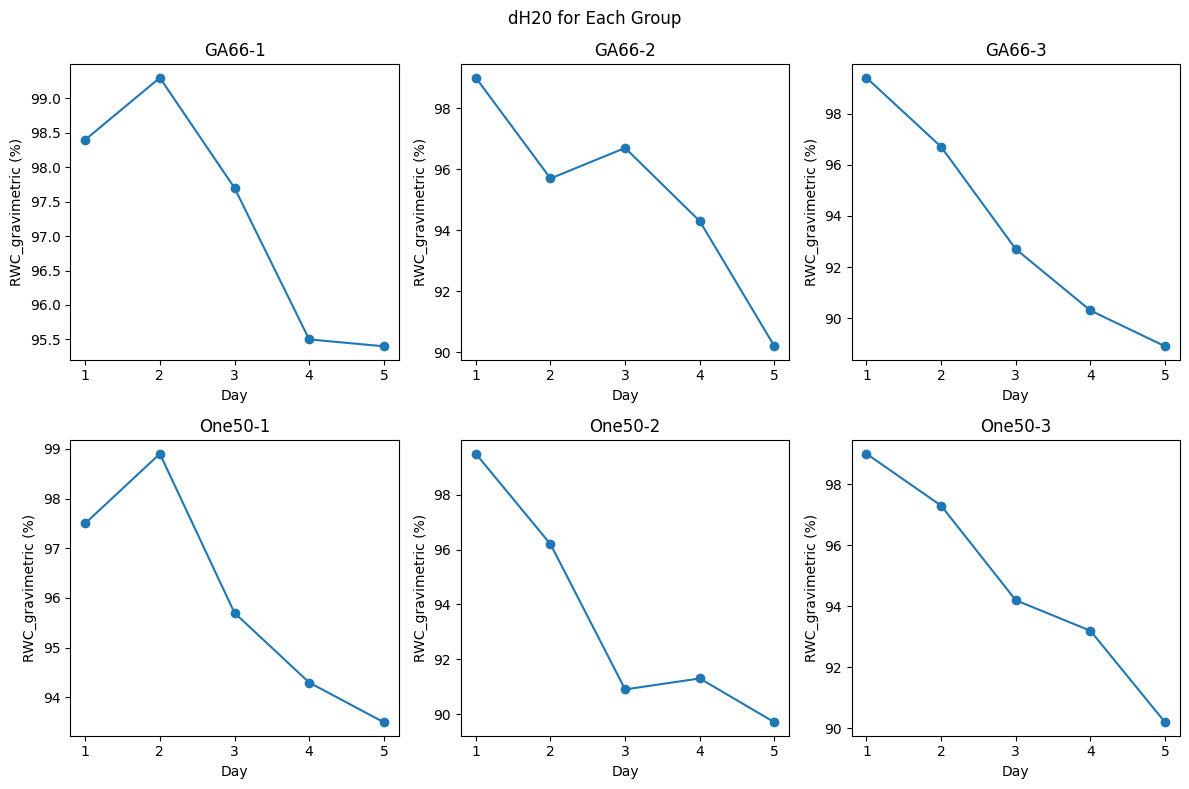 dH20 for Each Group
GA66-1
GA66-2
GA66-3
RWC_gravimetric (%)
99.0
98.5
98.0
97.5
97.0
96.5
96.0
95.5
1 2 3 4 5
Day
RWC_gravimetric (%)
98
96
94
92
90
1 2 3 4 5
Day
RWC_gravimetric (%)
98
96
94
92
90
1 2 3 4 5
Day
One50-1
One50-2
One50-3
RWC_gravimetric (%)
99
98
97
96
95
94
1 2 3 4 5
Day
RWC_gravimetric (%)
98
96
94
92
90
1 2 3 4 5
Day
RWC_gravimetric (%)
98
96
94
92
90
1 2 3 4 5
Day